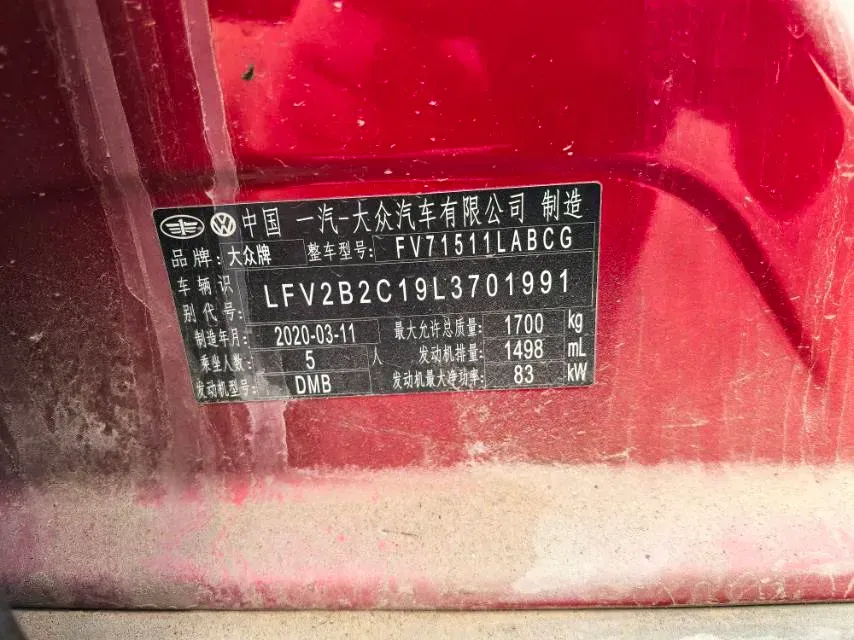 中国 一汽-大众汽车有限公司 制造
品牌: 大众牌 整车型号: FV71511LABCG
车辆识别代号: LFV2B2C19L3701991
制造年月: 2020-03-11 最大允许总质量: 1700 kg
乘坐人数: 5 人 发动机排量: 1498 mL
发动机型号: DMB 发动机最大净功率: 83 kW